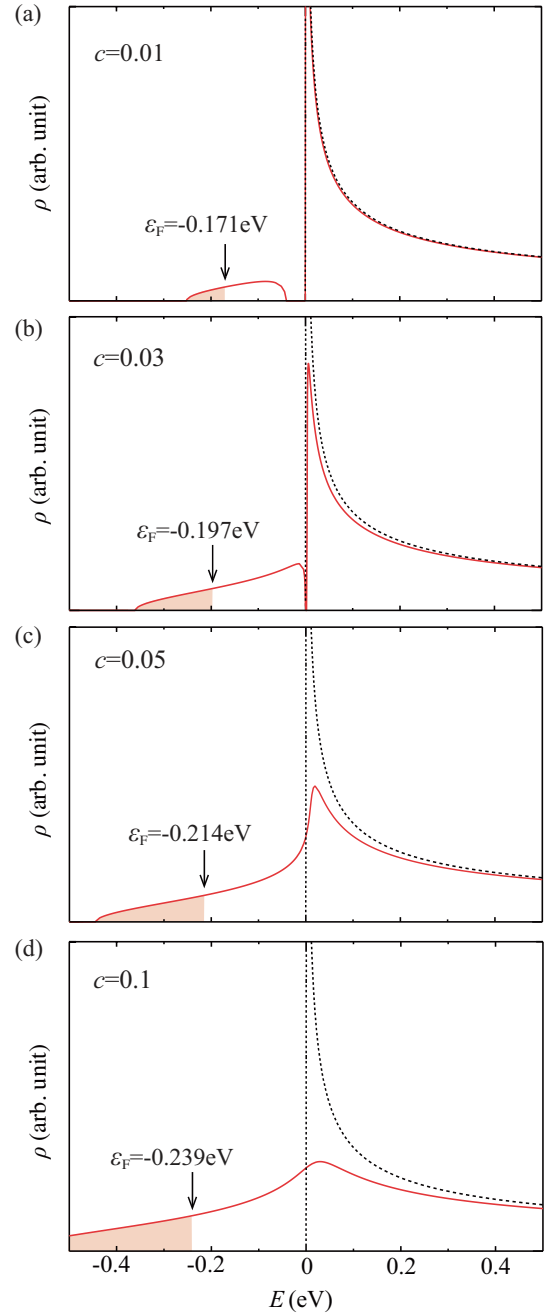 (a)
c=0.01
ρ (arb. unit)
εF=-0.171eV
(b)
c=0.03
ρ (arb. unit)
εF=-0.197eV
(c)
c=0.05
ρ (arb. unit)
εF=-0.214eV
(d)
c=0.1
ρ (arb. unit)
εF=-0.239eV
-0.4 -0.2 0 0.2 0.4
E (eV)